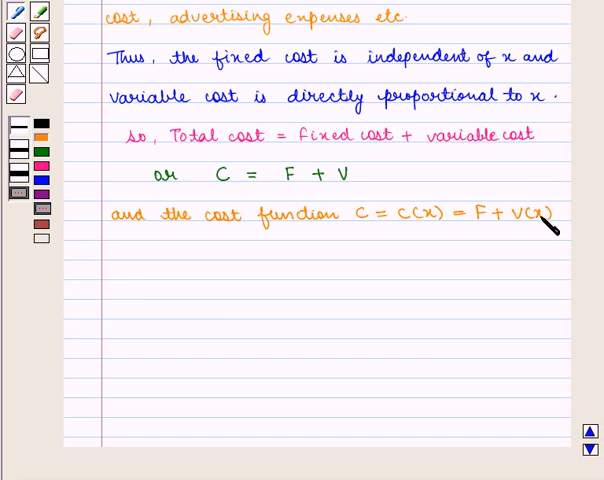 cost, advertising expenses etc.
Thus, the fixed cost is independent of x and
variable cost is directly proportional to x.
so, Total cost = fixed cost + variable cost
or C = F + V
and the cost function C = C(x) = F + V(x)